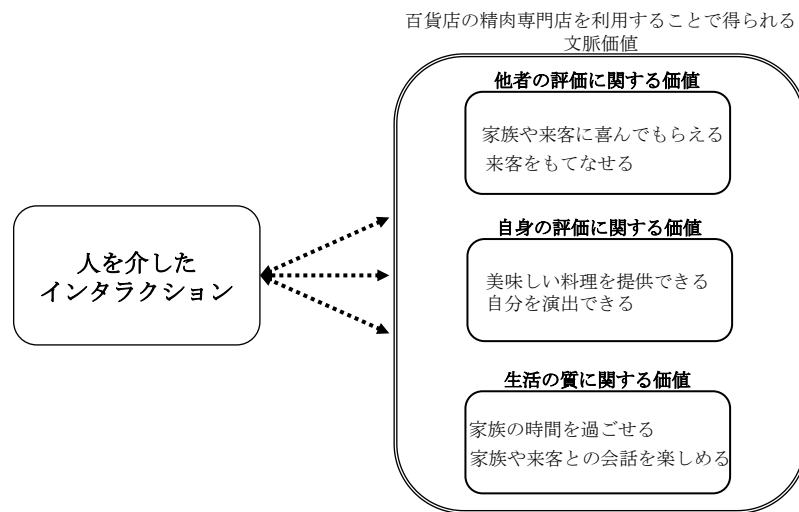 百貨店の精肉専門店を利用することで得られる
文脈価値
他者の評価に関する価値
家族や来客に喜んでもらえる
来客をもてなせる
人を介した
インタラクション
自身の評価に関する価値
美味しい料理を提供できる
自分を演出できる
生活の質に関する価値
家族の時間を過ごせる
家族や来客との会話を楽しめる